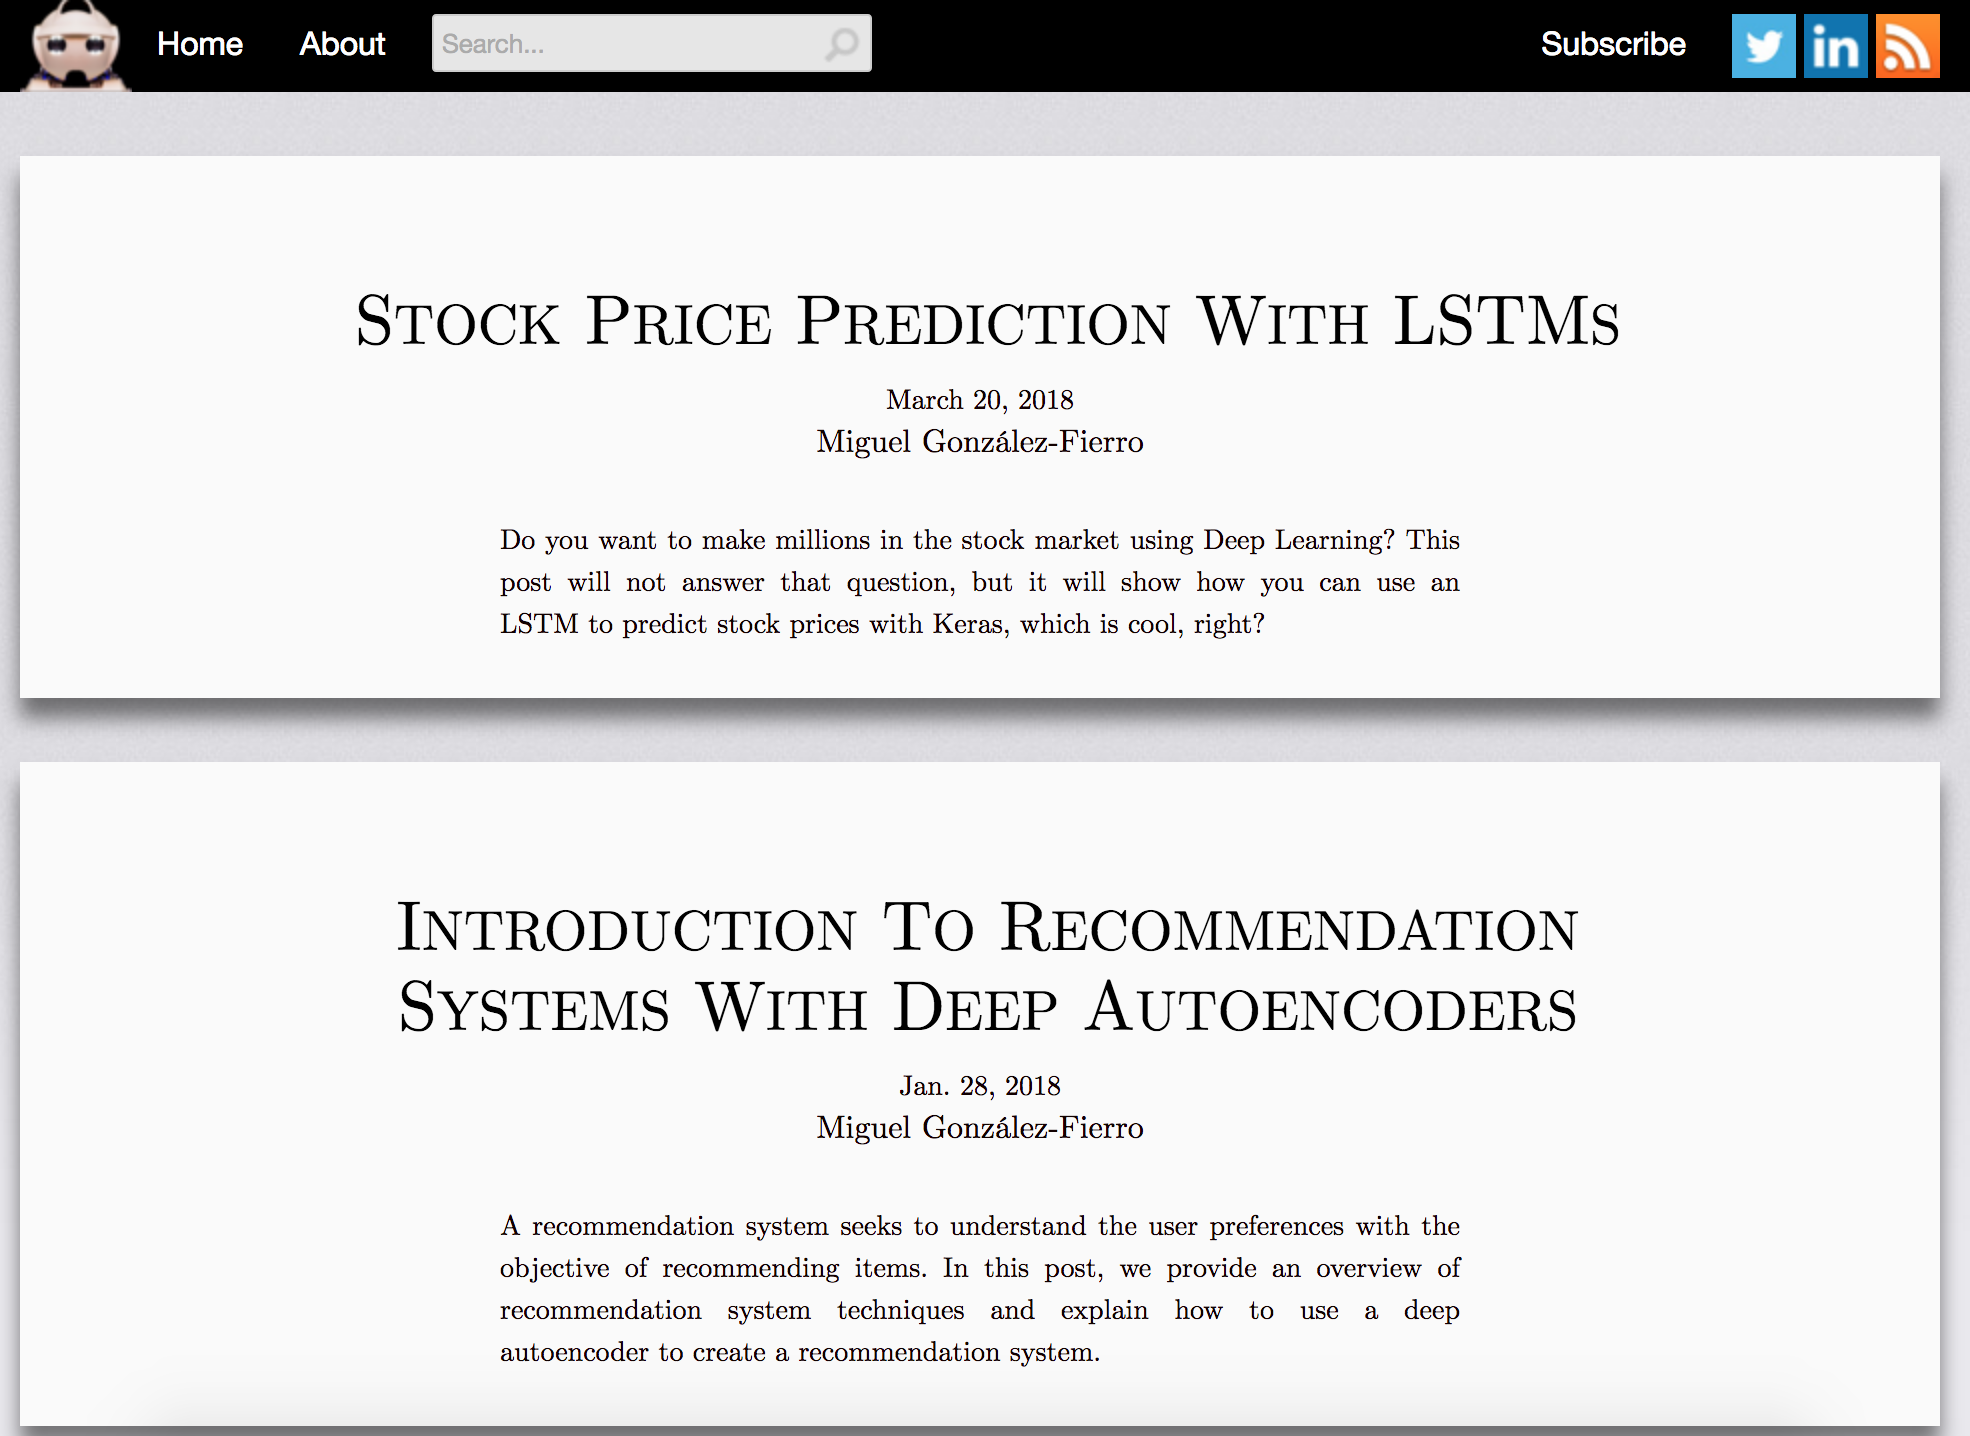 Home About Search... Subscribe in
Stock Price Prediction With LSTMs
March 20, 2018
Miguel González-Fierro
Do you want to make millions in the stock market using Deep Learning? This
post will not answer that question, but it will show how you can use an
LSTM to predict stock prices with Keras, which is cool, right?
Introduction To Recommendation
Systems With Deep Autoencoders
Jan. 28, 2018
Miguel González-Fierro
A recommendation system seeks to understand the user preferences with the
objective of recommending items. In this post, we provide an overview of
recommendation system techniques and explain how to use a deep
autoencoder to create a recommendation system.